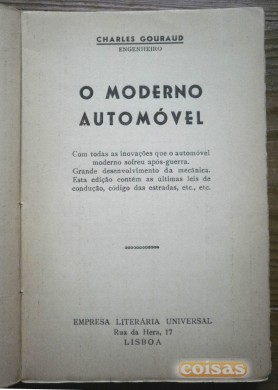 CHARLES GOURAUD
ENGENHEIRO
O MODERNO
AUTOMÓVEL
Com todas as inovações que o automóvel
moderno sofreu após-guerra.
Grande desenvolvimento da mecânica.
Esta edição contém as últimas leis de
condução, código das estradas, etc., etc.
EMPRESA LITERÁRIA UNIVERSAL
Rua da Hera, 17
LISBOA
coisas